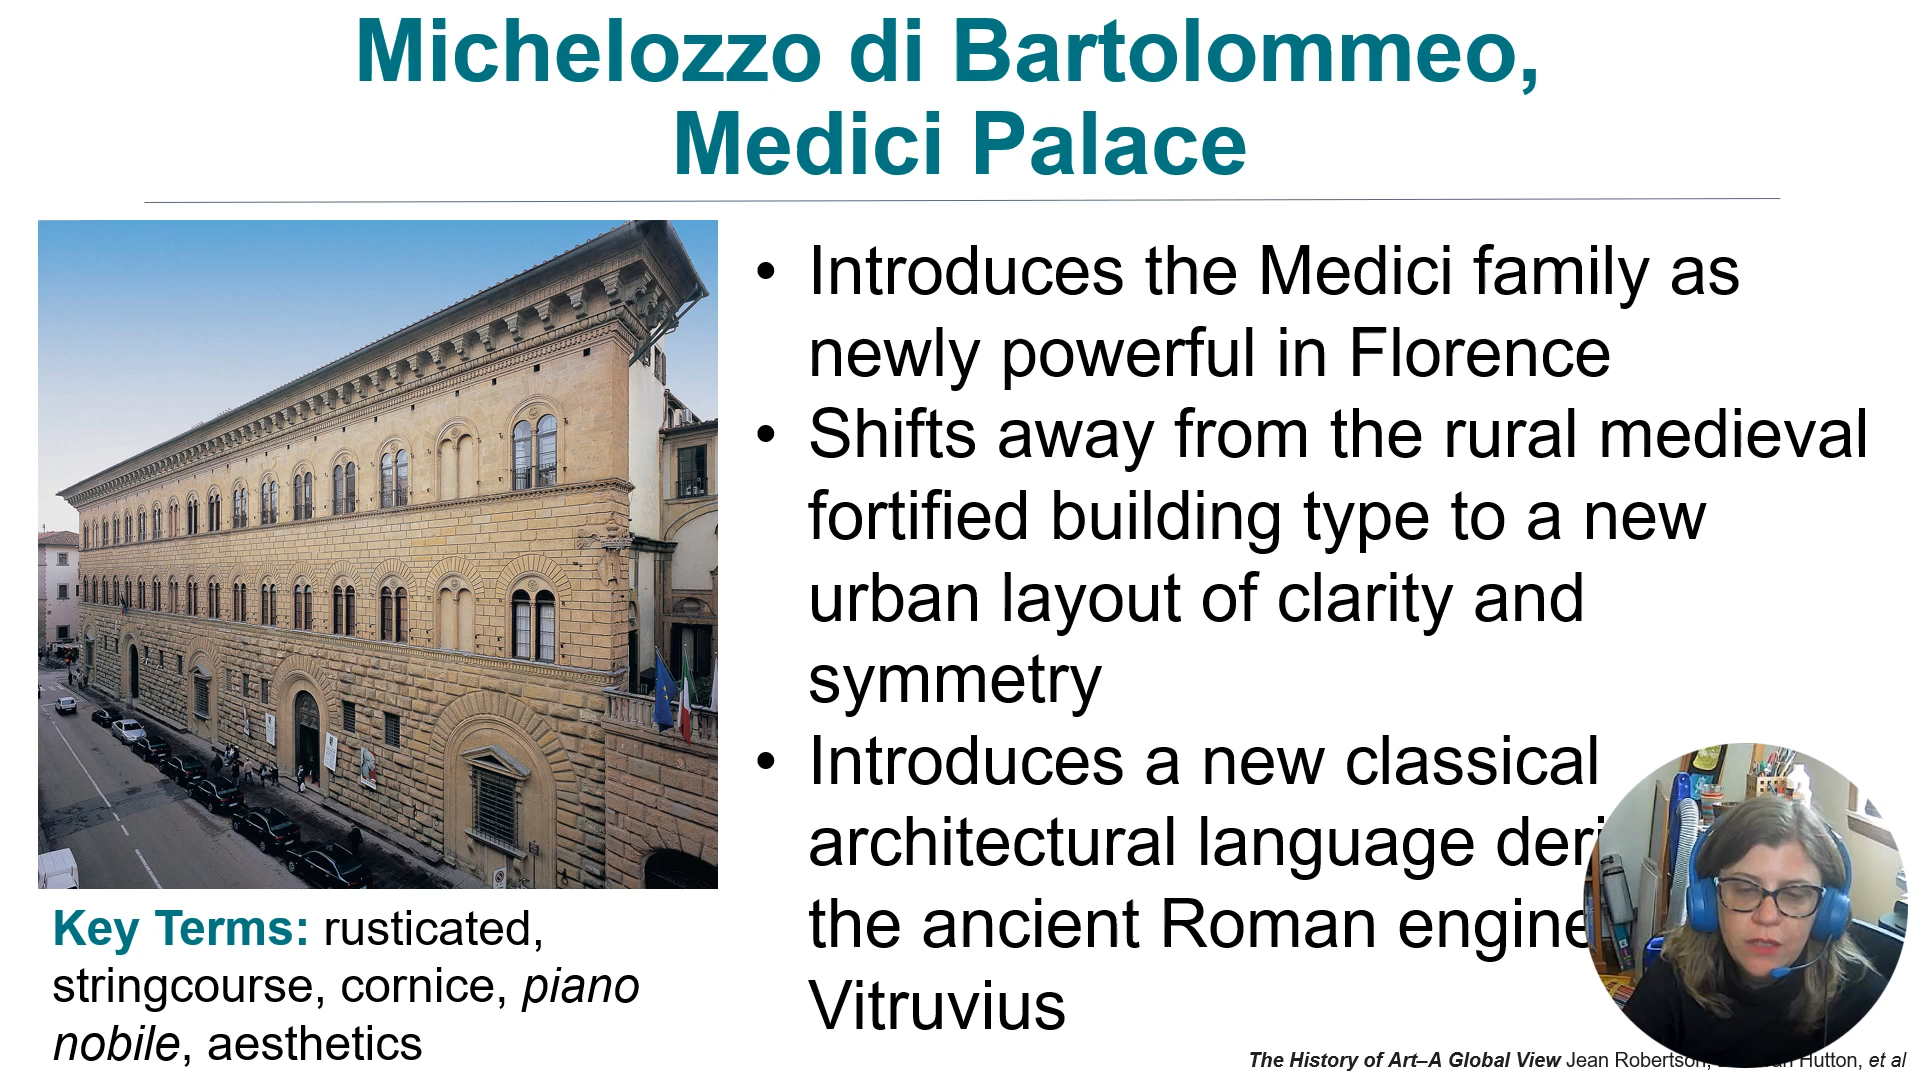 Michelozzo di Bartolommeo,
Medici Palace
• Introduces the Medici family as
newly powerful in Florence
• Shifts away from the rural medieval
fortified building type to a new
urban layout of clarity and
symmetry
• Introduces a new classical
architectural language
the ancient Roman
Vitruvius
Key Terms: rusticated,
stringcourse, cornice, piano
nobile, aesthetics
The History of Art–A Global View Jean Robertson, Hutton, et al